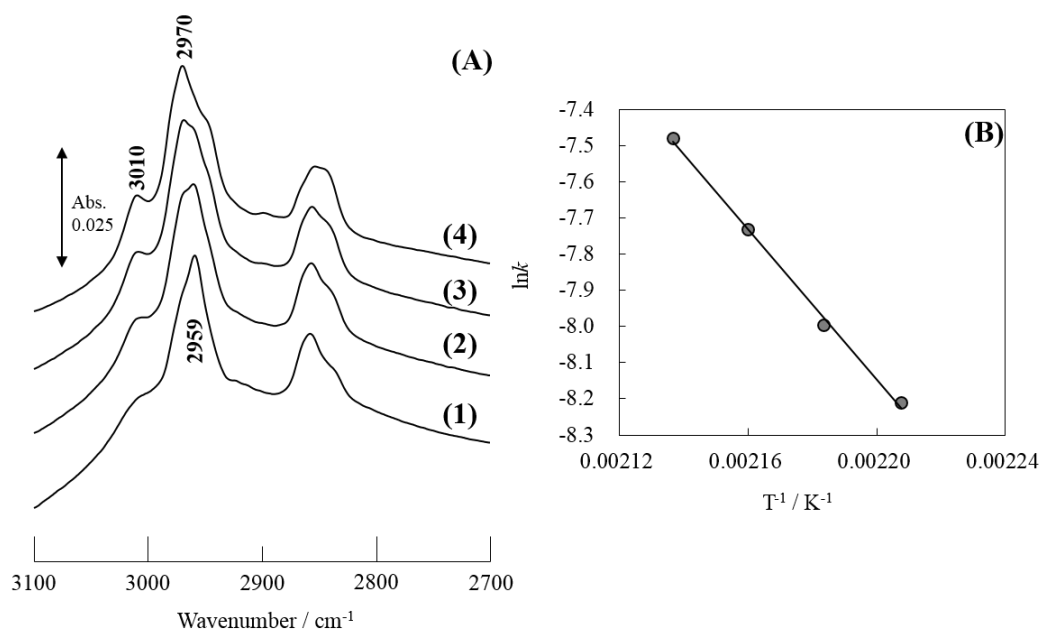 (A)
2970
3010
2959
Abs.
0.025
(4)
(3)
(2)
(1)
3100 3000 2900 2800 2700
Wavenumber / cm⁻¹
(B)
-7.4
-7.5
-7.6
-7.7
-7.8
-7.9
-8.0
-8.1
-8.2
-8.3
lnk
0.00212 0.00216 0.00220 0.00224
T⁻¹ / K⁻¹